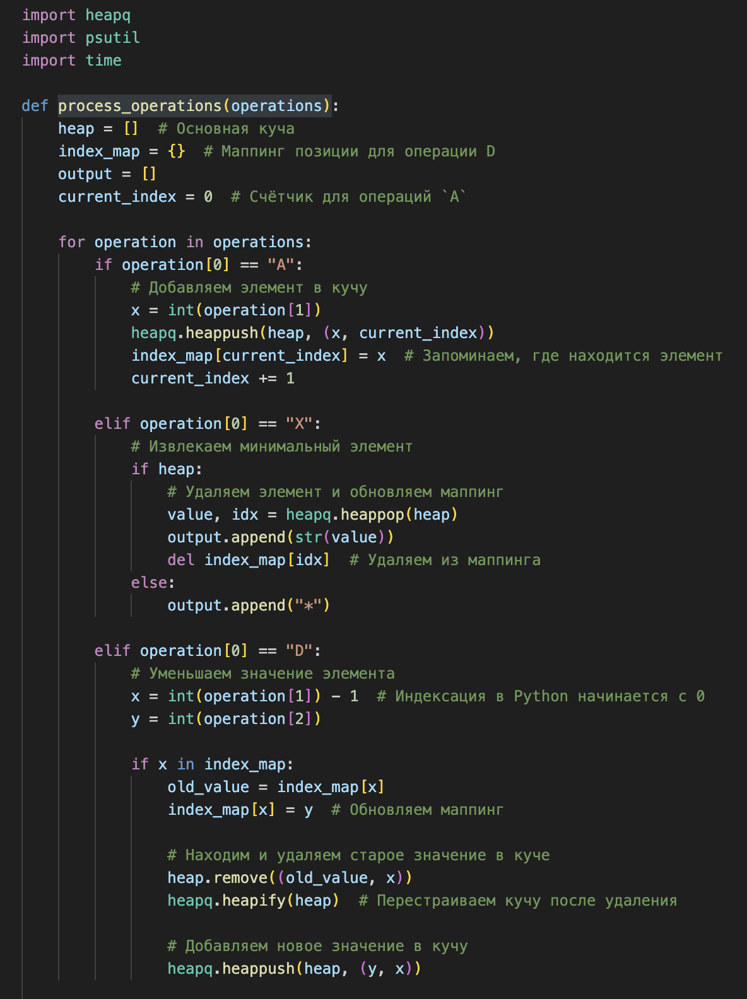 import heapq
import psutil
import time

def process_operations(operations):
    heap = []  # Основная куча
    index_map = {}  # Маппинг позиции для операции D
    output = []
    current_index = 0  # Счётчик для операций `A`

    for operation in operations:
        if operation[0] == "A":
            # Добавляем элемент в кучу
            x = int(operation[1])
            heapq.heappush(heap, (x, current_index))
            index_map[current_index] = x  # Запоминаем, где находится элемент
            current_index += 1

        elif operation[0] == "X":
            # Извлекаем минимальный элемент
            if heap:
                # Удаляем элемент и обновляем маппинг
                value, idx = heapq.heappop(heap)
                output.append(str(value))
                del index_map[idx]  # Удаляем из маппинга
            else:
                output.append("*")

        elif operation[0] == "D":
            # Уменьшаем значение элемента
            x = int(operation[1]) - 1  # Индексация в Python начинается с 0
            y = int(operation[2])

            if x in index_map:
                old_value = index_map[x]
                index_map[x] = y  # Обновляем маппинг

                # Находим и удаляем старое значение в куче
                heap.remove((old_value, x))
                heapq.heapify(heap)  # Перестраиваем кучу после удаления

                # Добавляем новое значение в кучу
                heapq.heappush(heap, (y, x))